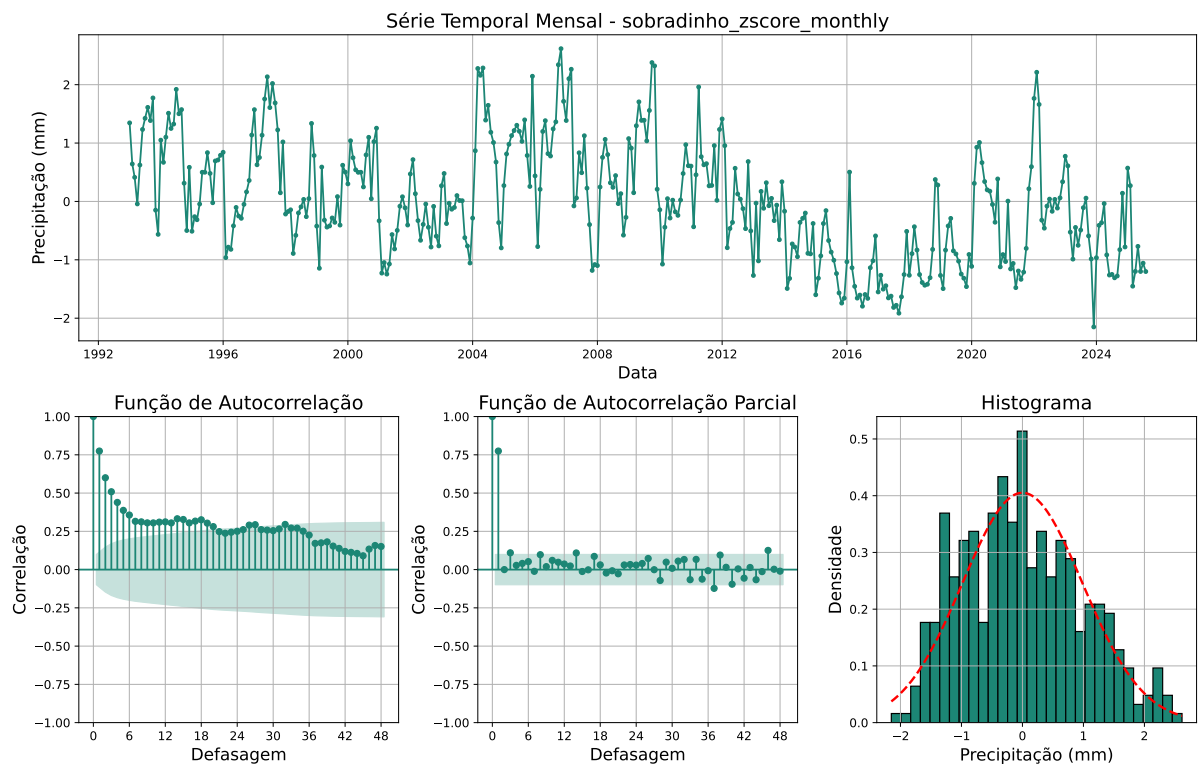 Série Temporal Mensal - sobradinho_zscore_monthly
Precipitação (mm)
2
1
0
−1
−2
1992 1996 2000 2004 2008 2012 2016 2020 2024
Data
Função de Autocorrelação
Correlação
1.00
0.75
0.50
0.25
0.00
−0.25
−0.50
−0.75
−1.00
0 6 12 18 24 30 36 42 48
Defasagem
Função de Autocorrelação Parcial
Correlação
1.00
0.75
0.50
0.25
0.00
−0.25
−0.50
−0.75
−1.00
0 6 12 18 24 30 36 42 48
Defasagem
Histograma
Densidade
0.5
0.4
0.3
0.2
0.1
0.0
−2 −1 0 1 2
Precipitação (mm)